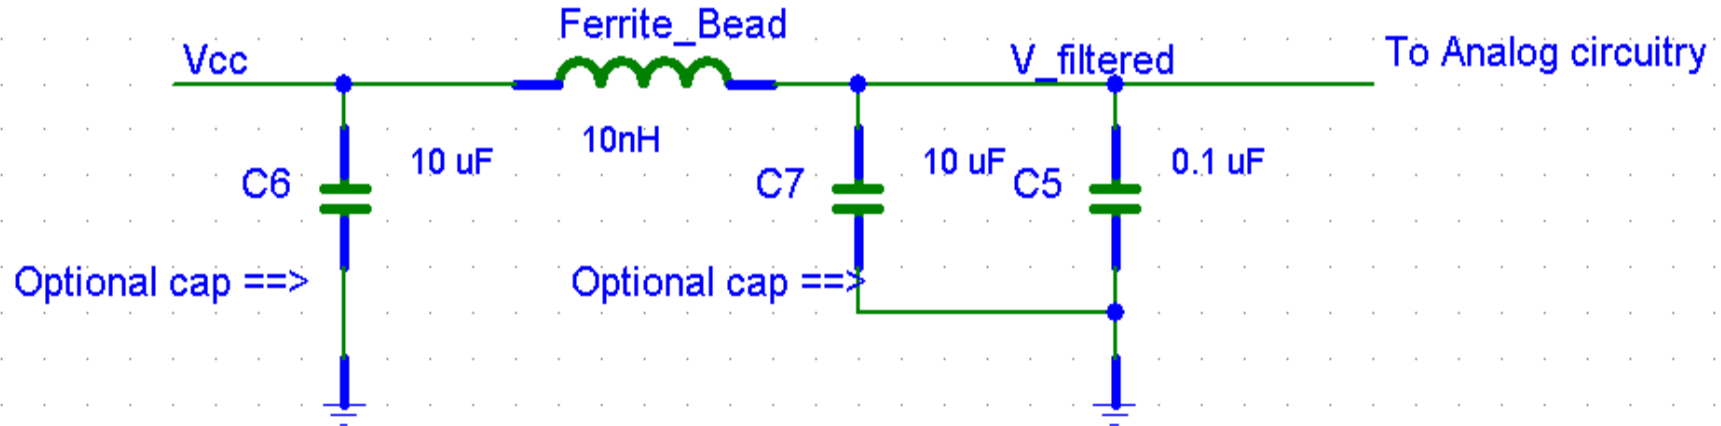 Ferrite_Bead
Vcc
V_filtered
To Analog circuitry
10nH
C6
10 uF
C7
10 uF
C5
0.1 uF
Optional cap ==>
Optional cap ==>